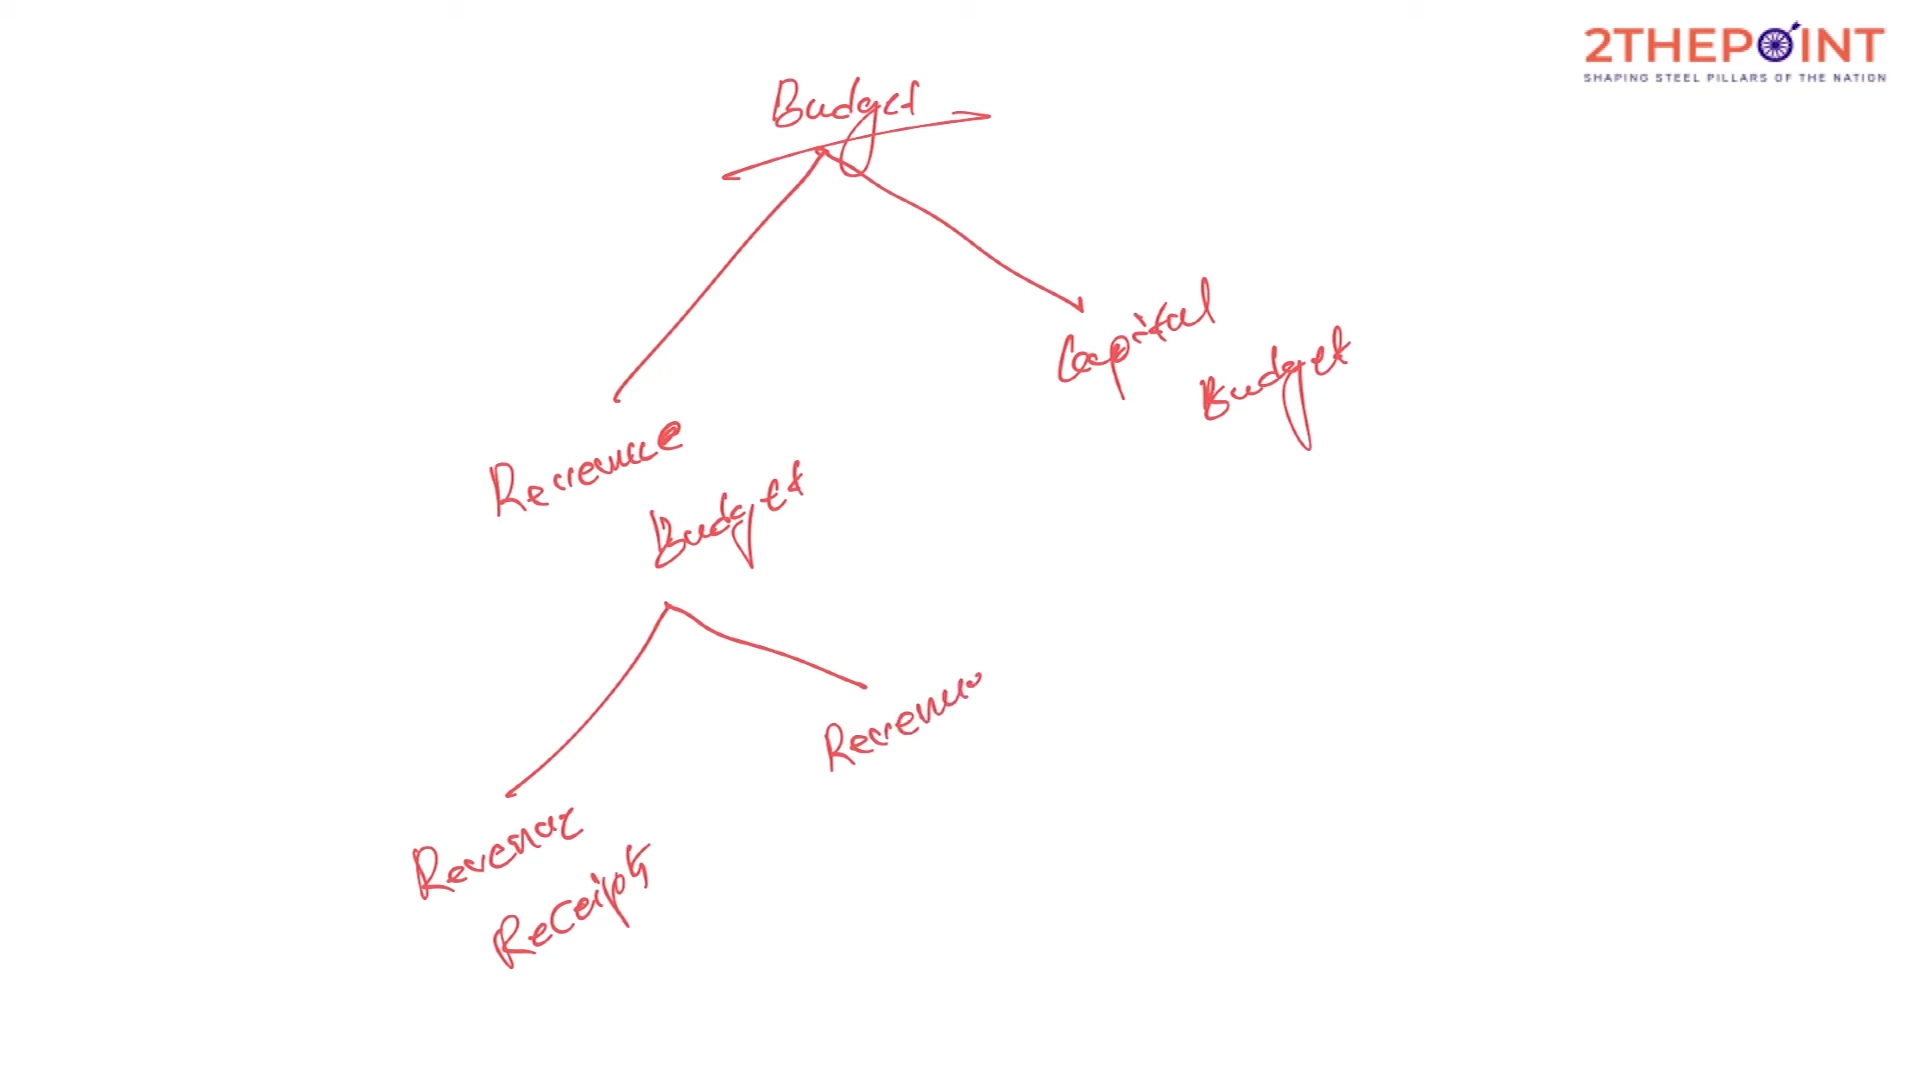 2THEPOINT
SHAPING STEEL PILLARS OF THE NATION
Budget
Capital
Budget
Revenue
Budget
Revenue
Revenue
Receipts